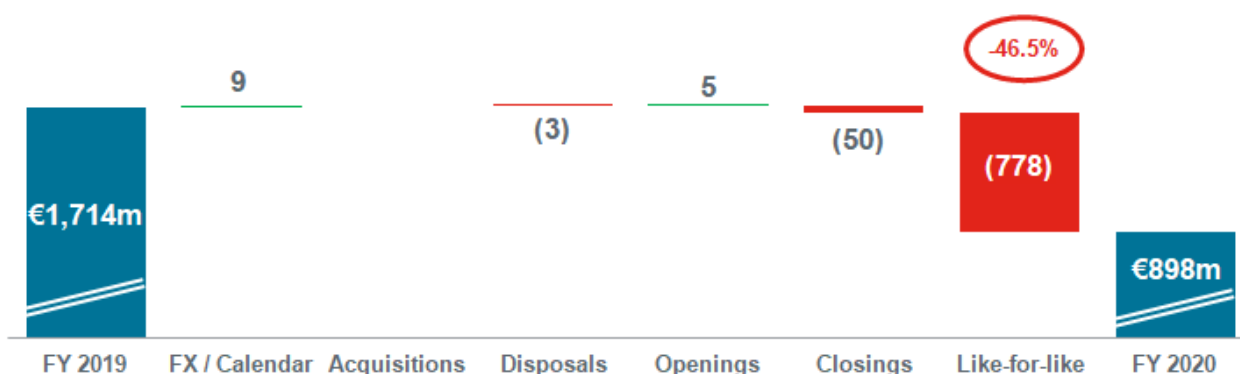 -46.5%
9
5
(3)
(50)
(778)
€1,714m
€898m
FY 2019 FX / Calendar Acquisitions Disposals Openings Closings Like-for-like FY 2020